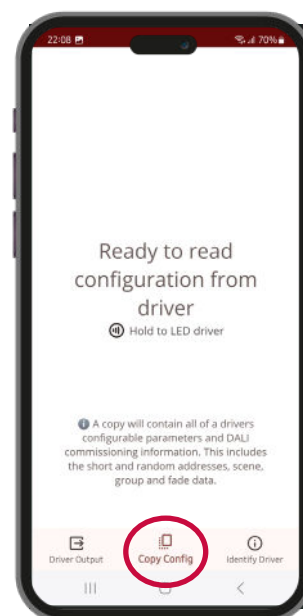 22:08 70%
Ready to read
configuration from
driver
Hold to LED driver
A copy will contain all of a drivers
configurable parameters and DALI
commissioning information. This includes
the short and random addresses, scene,
group and fade data.
Driver Output Copy Config Identify Driver